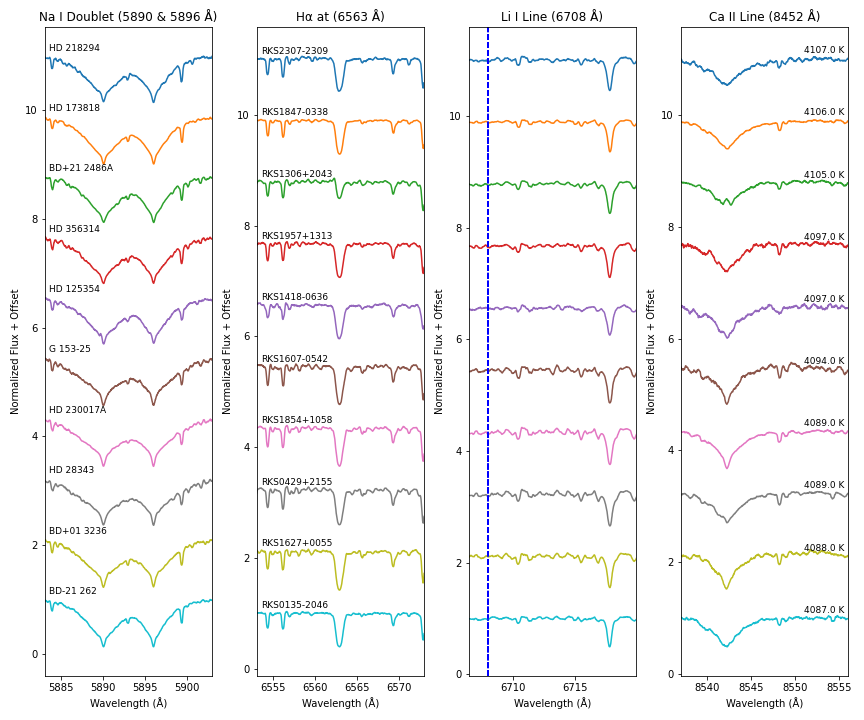 Na I Doublet (5890 & 5896 Å)
Normalized Flux + Offset
10
8
6
4
2
0
HD 218294
HD 173818
BD+21 2486A
HD 356314
HD 125354
G 153-25
HD 230017A
HD 28343
BD+01 3236
BD-21 262
5885 5890 5895 5900
Wavelength (Å)
Hα at (6563 Å)
Normalized Flux + Offset
10
8
6
4
2
0
RKS2307-2309
RKS1847-0338
RKS1306+2043
RKS1957+1313
RKS1418-0636
RKS1607-0542
RKS1854+1058
RKS0429+2155
RKS1627+0055
RKS0135-2046
6555 6560 6565 6570
Wavelength (Å)
Li I Line (6708 Å)
Normalized Flux + Offset
10
8
6
4
2
0
6710 6715
Wavelength (Å)
Ca II Line (8452 Å)
Normalized Flux + Offset
10
8
6
4
2
0
4107.0 K
4106.0 K
4105.0 K
4097.0 K
4097.0 K
4094.0 K
4089.0 K
4089.0 K
4088.0 K
4087.0 K
8540 8545 8550 8555
Wavelength (Å)